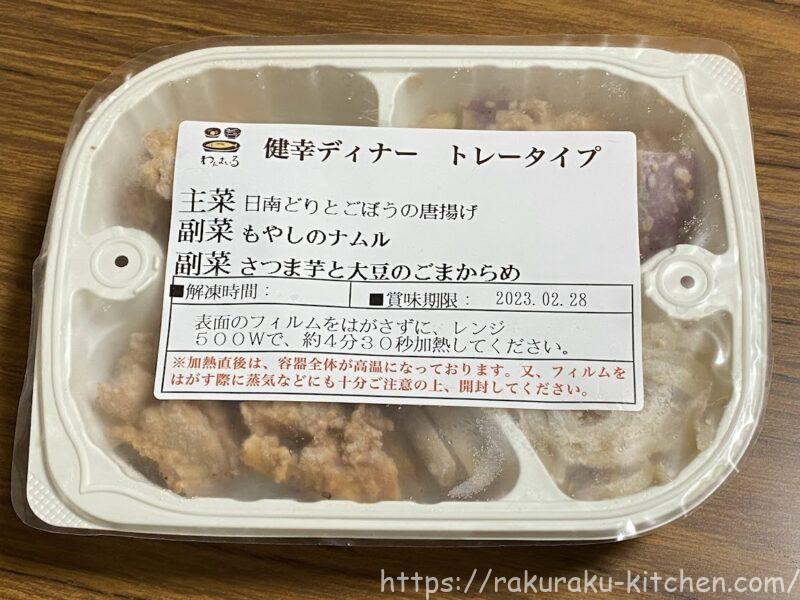 わんまいる
健幸ディナー　トレータイプ
主菜 日南どりとごぼうの唐揚げ
副菜 もやしのナムル
副菜 さつま芋と大豆のごまからめ
■解凍時間： ■賞味期限： 2023.02.28
表面のフィルムをはがさずに、レンジ
５００Ｗで、約４分３０秒加熱してください。
※加熱直後は、容器全体が高温になっております。又、フィルムを
はがす際に蒸気などにも十分ご注意の上、開封してください。
https://rakuraku-kitchen.com/